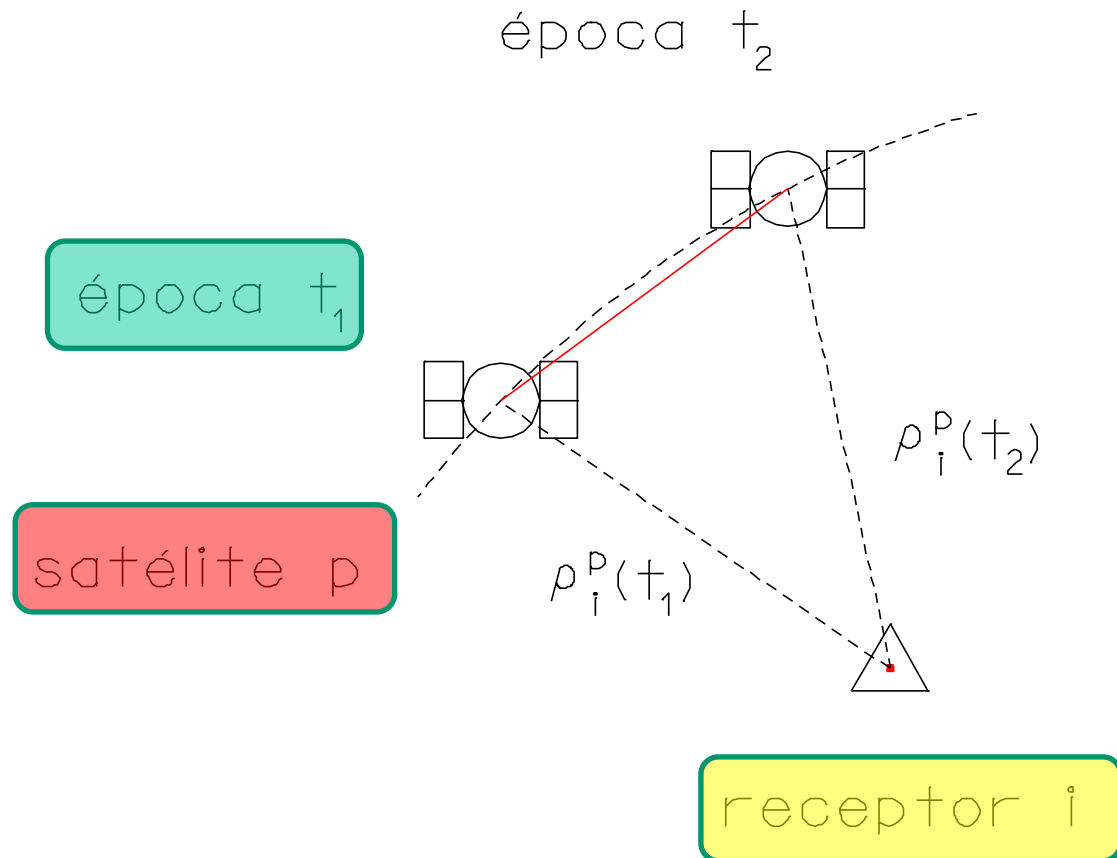 época t₂
época t₁
ρᵢᵖ(t₂)
satélite p
ρᵢᵖ(t₁)
receptor i